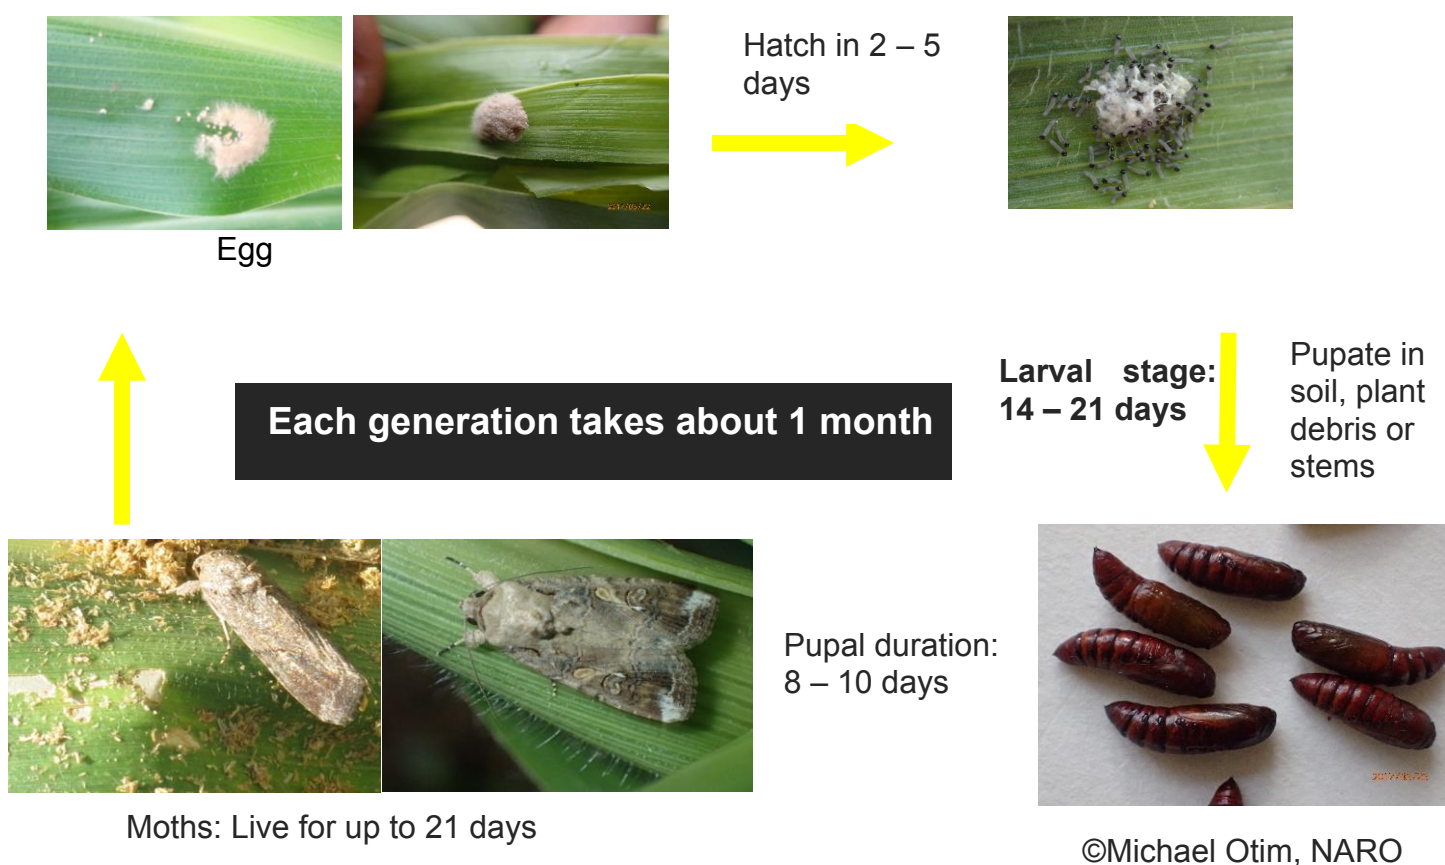 Hatch in 2 – 5
days
Egg
Each generation takes about 1 month
Larval stage:
14 – 21 days
Pupate in
soil, plant
debris or
stems
Pupal duration:
8 – 10 days
Moths: Live for up to 21 days
©Michael Otim, NARO